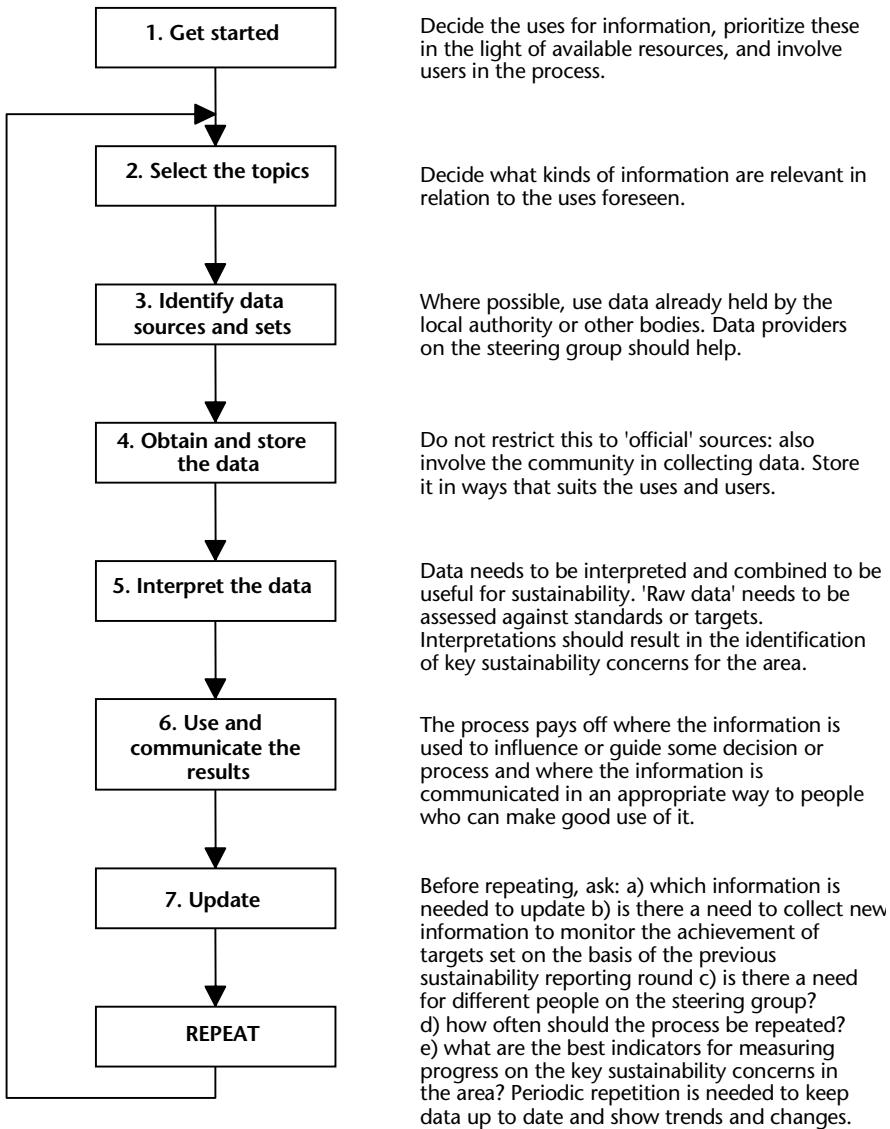 1. Get started
Decide the uses for information, prioritize these
in the light of available resources, and involve
users in the process.
2. Select the topics
Decide what kinds of information are relevant in
relation to the uses foreseen.
3. Identify data
sources and sets
Where possible, use data already held by the
local authority or other bodies. Data providers
on the steering group should help.
4. Obtain and store
the data
Do not restrict this to 'official' sources: also
involve the community in collecting data. Store
it in ways that suits the uses and users.
5. Interpret the data
Data needs to be interpreted and combined to be
useful for sustainability. 'Raw data' needs to be
assessed against standards or targets.
Interpretations should result in the identification
of key sustainability concerns for the area.
6. Use and
communicate the
results
The process pays off where the information is
used to influence or guide some decision or
process and where the information is
communicated in an appropriate way to people
who can make good use of it.
7. Update
Before repeating, ask: a) which information is
needed to update b) is there a need to collect new
information to monitor the achievement of
targets set on the basis of the previous
sustainability reporting round c) is there a need
for different people on the steering group?
d) how often should the process be repeated?
e) what are the best indicators for measuring
progress on the key sustainability concerns in
the area? Periodic repetition is needed to keep
data up to date and show trends and changes.
REPEAT